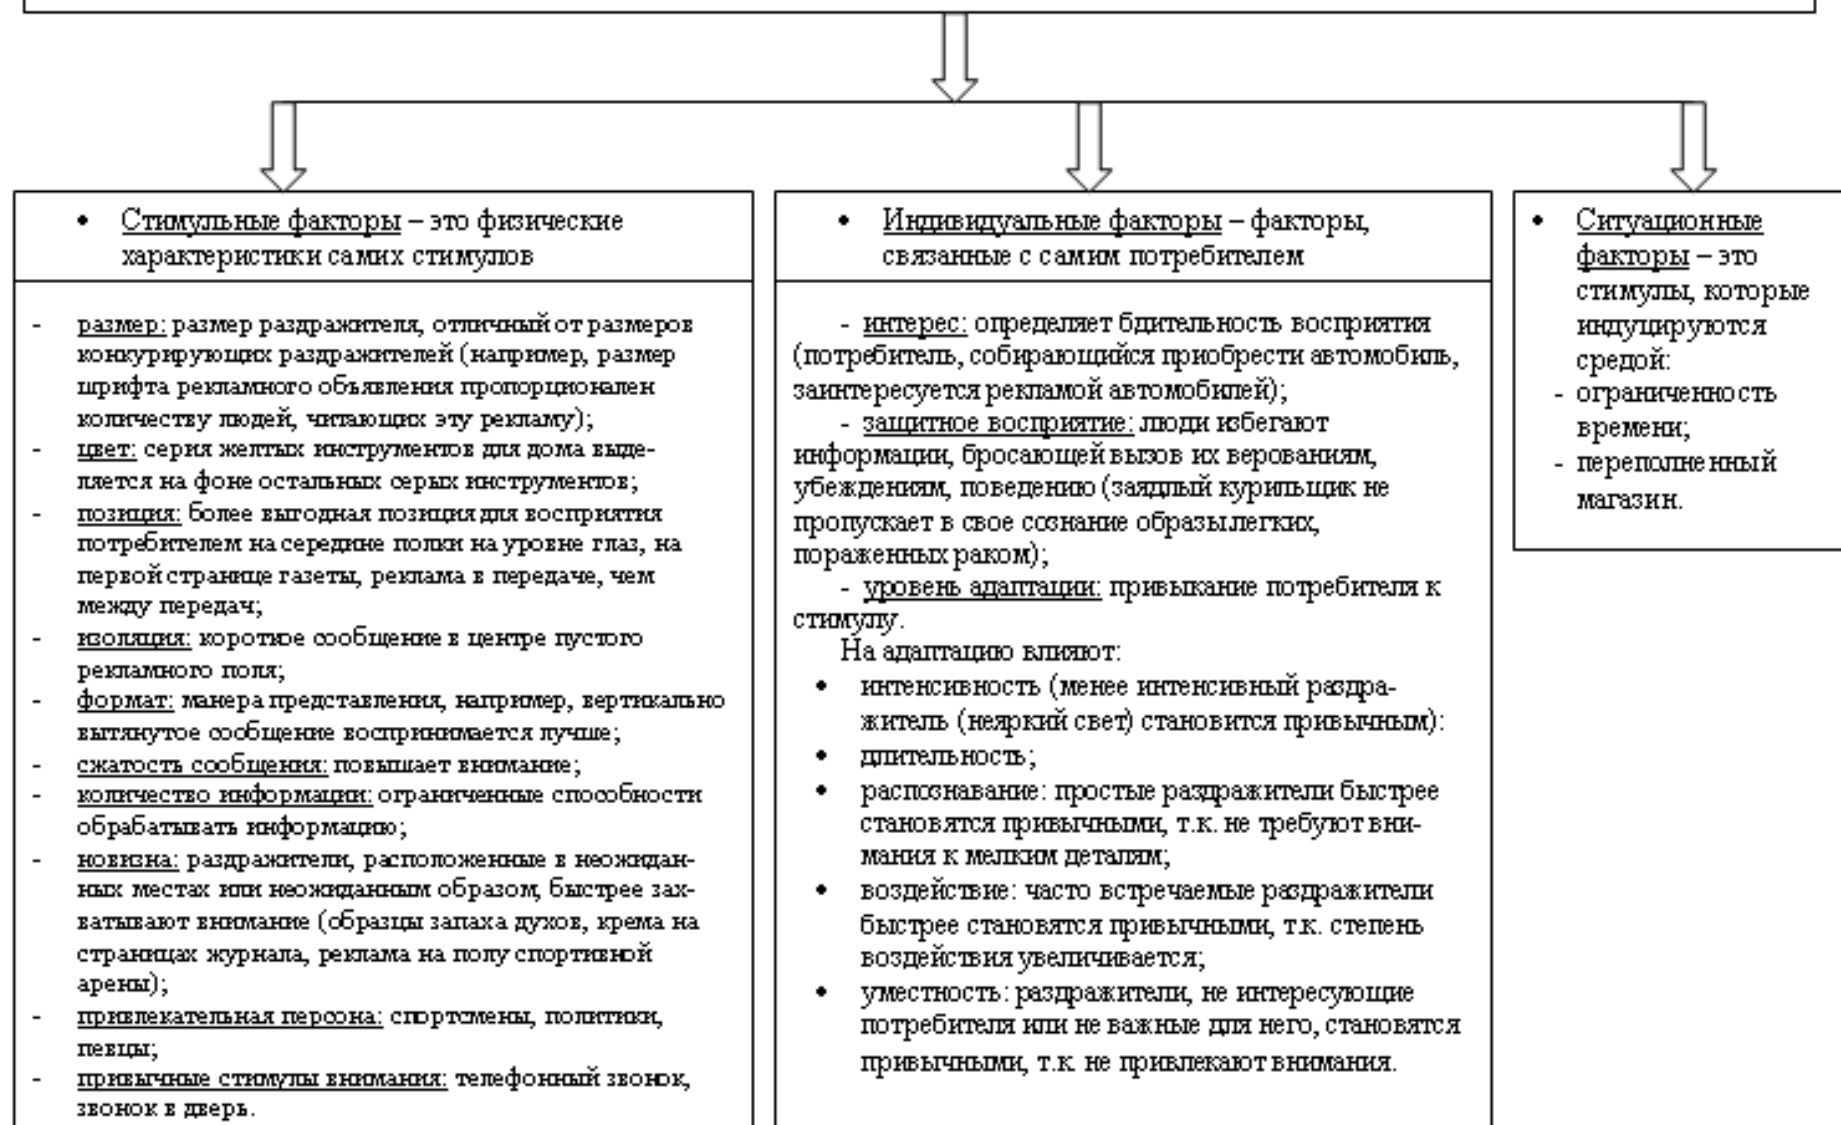 • Стимульные факторы – это физические
характеристики самих стимулов
- размер: размер раздражителя, отличный от размеров
конкурирующих раздражителей (например, размер
шрифта рекламного объявления пропорционален
количеству людей, читающих эту рекламу);
- цвет: серия желтых инструментов для дома выде-
ляется на фоне остальных серых инструментов;
- позиция: более выгодная позиция для восприятия
потребителем на середине полки на уровне глаз, на
первой странице газеты, реклама в передаче, чем
между передач;
- изоляция: короткое сообщение в центре пустого
рекламного поля;
- формат: манера представления, например, вертикально
вытянутое сообщение воспринимается лучше;
- сжатость сообщения: повышает внимание;
- количество информации: ограниченные способности
обрабатывать информацию;
- новизна: раздражители, расположенные в неожидан-
ных местах или неожиданным образом, быстрее зах-
ватывают внимание (образцы запаха духов, крема на
страницах журнала, реклама на полу спортивной
арены);
- привлекательная персона: спортсмены, политики,
певцы;
- привычные стимулы внимания: телефонный звонок,
звонок в дверь.
• Индивидуальные факторы – факторы,
связанные с самим потребителем
- интерес: определяет бдительность восприятия
(потребитель, собирающийся приобрести автомобиль,
заинтересуется рекламой автомобилей);
- защитное восприятие: люди избегают
информации, бросающей вызов их верованиям,
убеждениям, поведению (заядлый курильщик не
пропускает в свое сознание образы легких,
пораженных раком);
- уровень адаптации: привыкание потребителя к
стимулу.
На адаптацию влияют:
• интенсивность (менее интенсивный раздра-
житель (неяркий свет) становится привычным):
• длительность;
• распознавание: простые раздражители быстрее
становятся привычными, т.к. не требуют вни-
мания к мелким деталям;
• воздействие: часто встречаемые раздражители
быстрее становятся привычными, т.к. степень
воздействия увеличивается;
• уместность: раздражители, не интересующие
потребителя или не важные для него, становятся
привычными, т.к. не привлекают внимания.
• Ситуационные
факторы – это
стимулы, которые
индуцируются
средой:
- ограниченность
времени;
- переполненный
магазин.